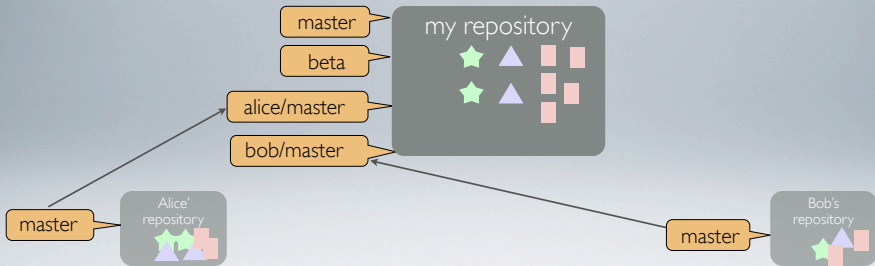 master
my repository
beta
alice/master
bob/master
Alice'
repository
master
Bob's
repository
master